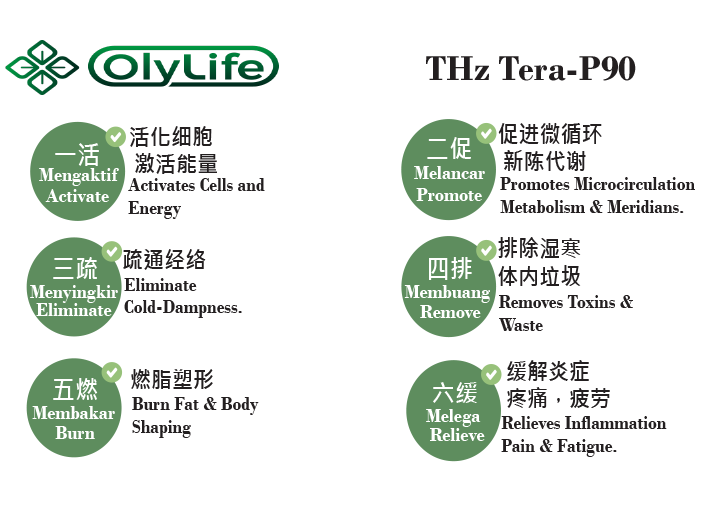 OlyLife
THz Tera-P90
一活
Mengaktif
Activate
活化细胞
激活能量
Activates Cells and
Energy
二促
Melancar
Promote
促进微循环
新陈代谢
Promotes Microcirculation
Metabolism & Meridians.
三疏
Menyingkir
Eliminate
疏通经络
Eliminate
Cold-Dampness.
四排
Membuang
Remove
排除湿寒
体内垃圾
Removes Toxins &
Waste
五燃
Membakar
Burn
燃脂塑形
Burn Fat & Body
Shaping
六缓
Melega
Relieve
缓解炎症
疼痛，疲劳
Relieves Inflammation
Pain & Fatigue.